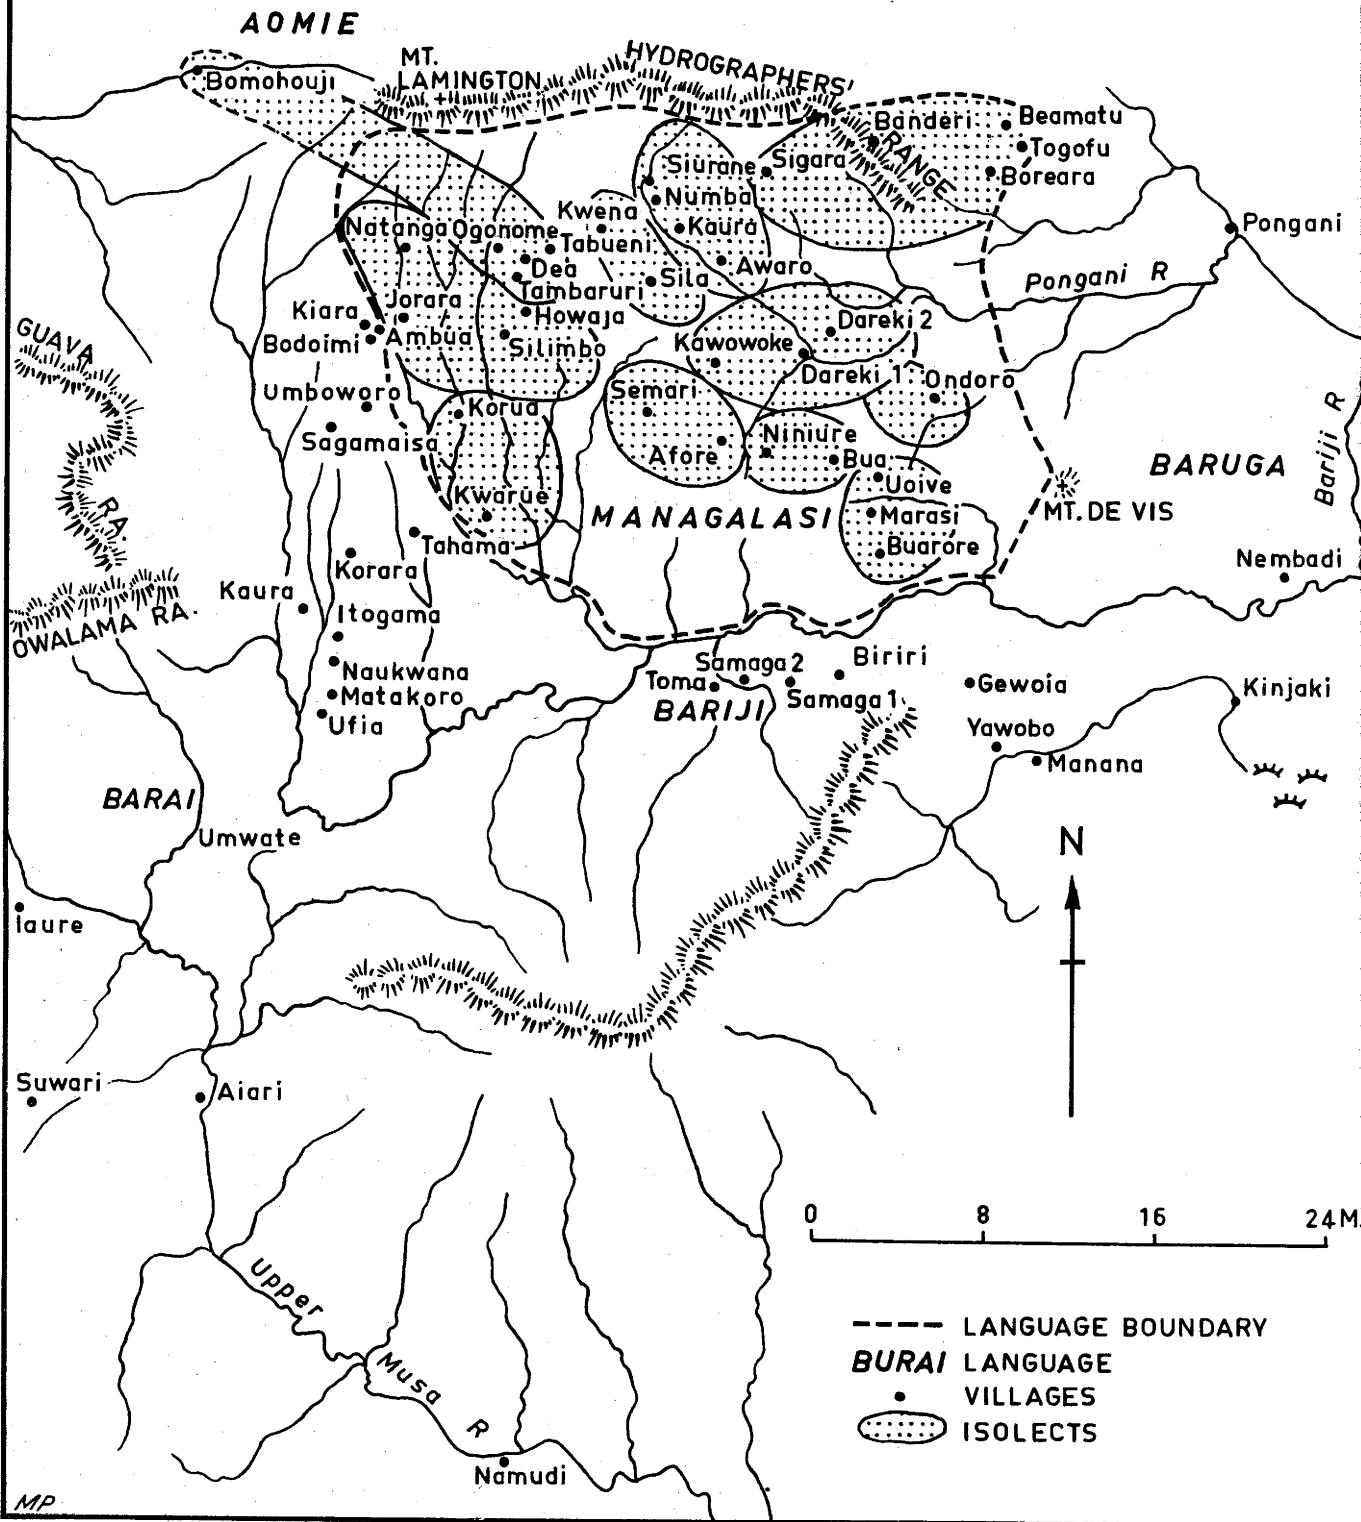 AOMIE
MT.
LAMINGTON
HYDROGRAPHERS'
RANGE
Bomohouji
Banderi
Beamatu
Togofu
Boreara
Siurane
Sigara
Numba
Kwena
Kaura
Natanga
Ogonome
Tabueni
Pongani
Dea
Awaro
Sila
Pongani R
Tambaruri
Jorara
Kiara
Howaja
Dareki 2
GUAVA
RA.
Bodoimi
Ambua
Silimbo
Kawowoke
Dareki 1
Ondoro
Umboworo
Korua
Semari
Bariji R
Sagamaisa
Niniure
Afore
Bua
BARUGA
Uoive
Kwarue
MANAGALASI
Marasi
MT. DE VIS
Tahama
Buarore
Nembadi
Korara
Kaura
OWALAMA RA.
Itogama
Naukwana
Samaga 2
Biriri
Toma
Gewoia
Kinjaki
Matakoro
Samaga 1
BARIJI
Ufia
Yawobo
Manana
BARAI
Umwate
N
Iaure
Suwari
Aiari
0 8 16 24 M.
Upper
Musa R
LANGUAGE BOUNDARY
BURAI LANGUAGE
VILLAGES
ISOLECTS
Namudi
MP